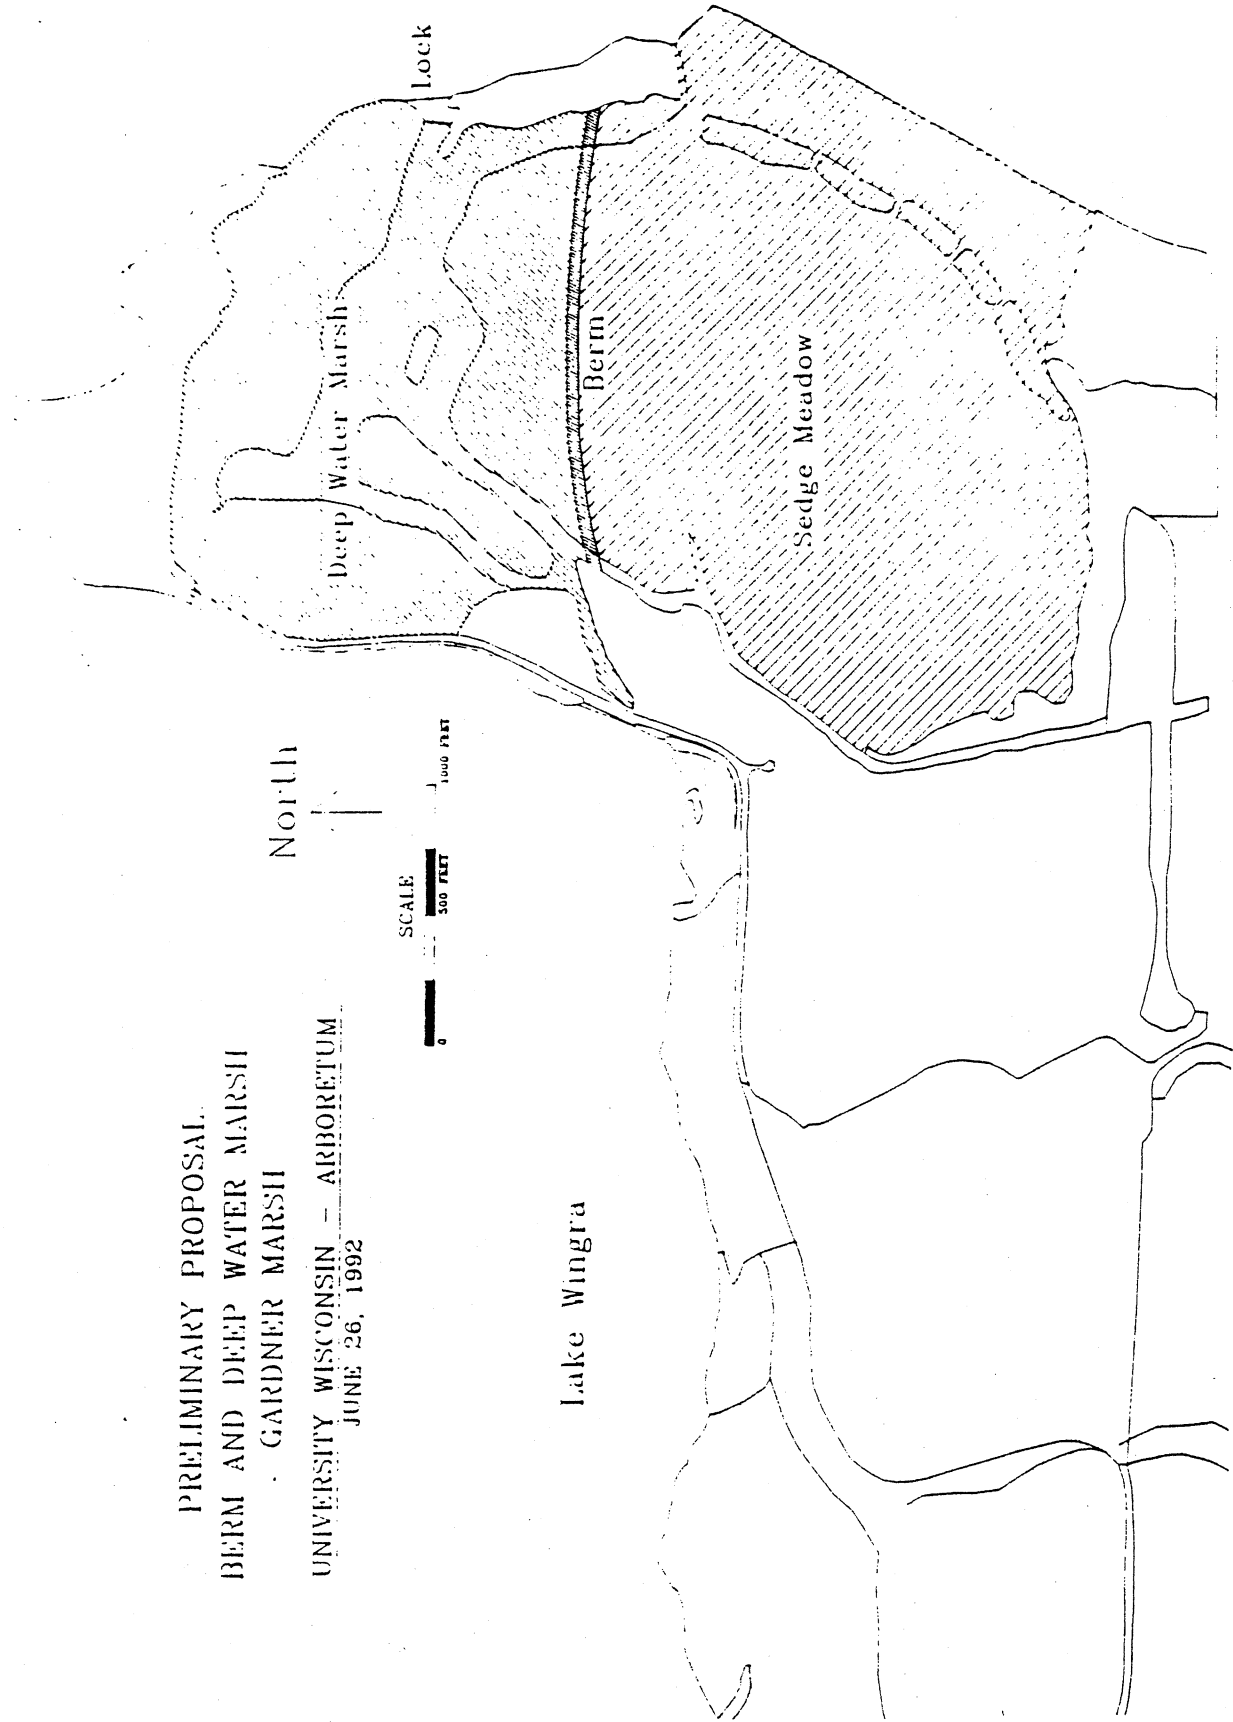 PRELIMINARY PROPOSAL
BERM AND DEEP WATER MARSH
GARDNER MARSH
UNIVERSITY WISCONSIN - ARBORETUM
JUNE 26, 1992
North
SCALE
0
500 FEET
1000 FEET
Lock
Deep Water Marsh
Berm
Sedge Meadow
Lake Wingra